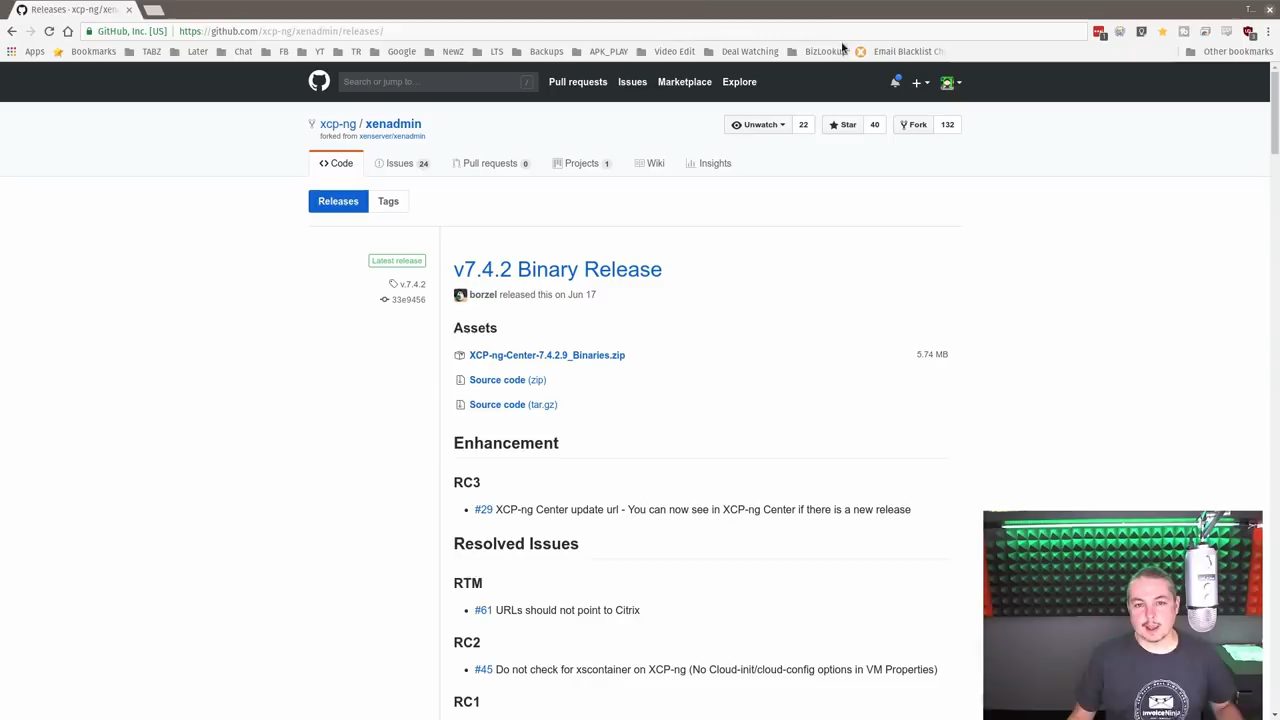 Releases · xcp-ng/xen
T...
GitHub, Inc. [US]
https://github.com/xcp-ng/xenadmin/releases/
Apps Bookmarks TABZ Later Chat FB YT TR Google NewZ LTS Backups APK_PLAY Video Edit Deal Watching Email Blacklist Other bookmarks
Search or jump to...
/
Pull requests Issues Marketplace Explore
xcp-ng / xenadmin
forked from xenserver/xenadmin
Unwatch 22 Star 40 Fork 132
Code Issues 24 Pull requests 0 Projects 1 Wiki Insights
Releases Tags
Latest release
v.7.4.2
33e9456
v7.4.2 Binary Release
borzel released this on Jun 17
Assets
XCP-ng-Center-7.4.2.9_Binaries.zip 5.74 MB
Source code (zip)
Source code (tar.gz)
Enhancement
RC3
#29 XCP-ng Center update url - You can now see in XCP-ng Center if there is a new release
Resolved Issues
RTM
#61 URLs should not point to Citrix
RC2
#45 Do not check for xscontainer on XCP-ng (No Cloud-init/cloud-config options in VM Properties)
RC1
invoiceNinja